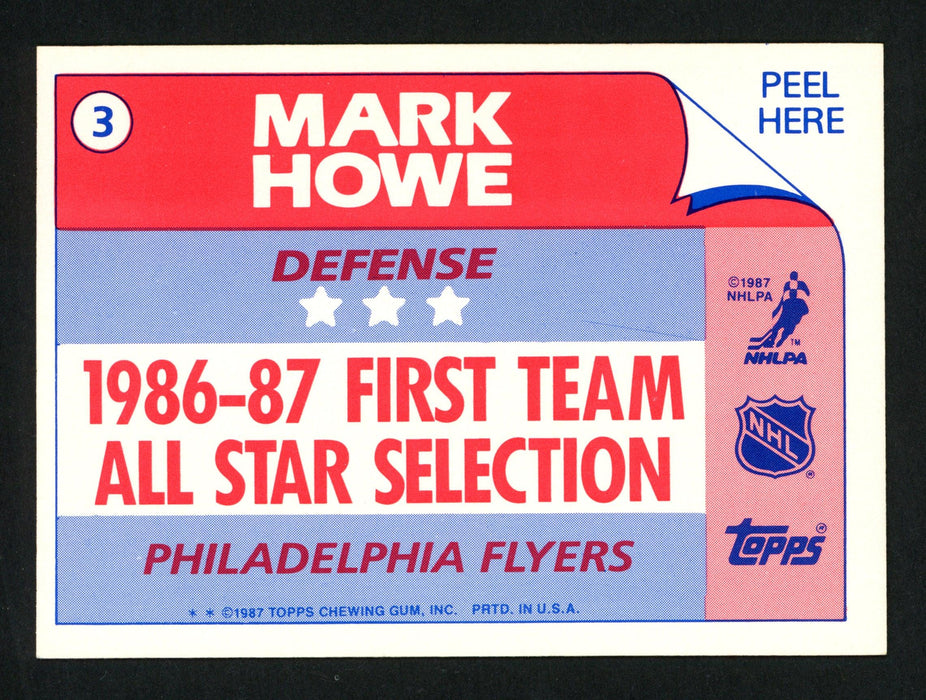 3
MARK
HOWE
PEEL
HERE
DEFENSE
©1987
NHLPA
TM
NHLPA
1986-87 FIRST TEAM
ALL STAR SELECTION
NHL
®
TOPPS®
PHILADELPHIA FLYERS
* * ©1987 TOPPS CHEWING GUM, INC. PRTD. IN U.S.A.